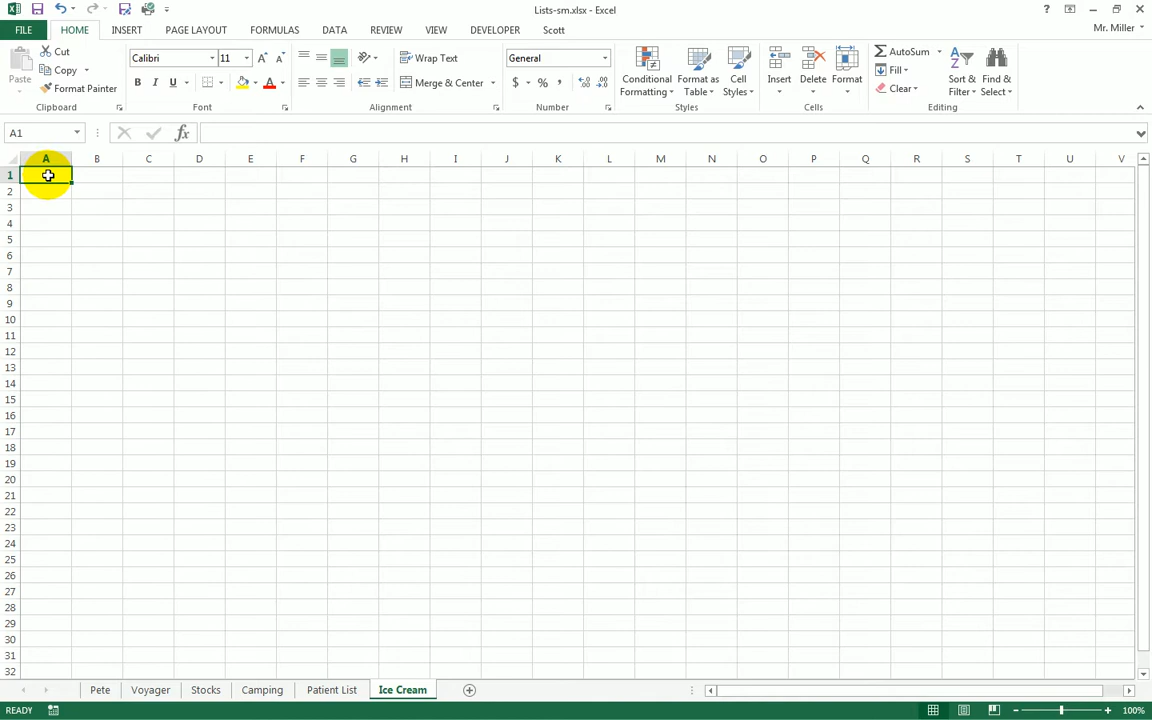 Lists-sm.xlsx - Excel
FILE HOME INSERT PAGE LAYOUT FORMULAS DATA REVIEW VIEW DEVELOPER Scott Mr. Miller
Paste
Cut
Copy
Format Painter
Clipboard
Calibri 11
B I U
Font
Wrap Text
Merge & Center
Alignment
General
$ % ,
Number
Conditional Formatting
Format as Table
Cell Styles
Styles
Insert
Delete
Format
Cells
AutoSum
Fill
Clear
Sort & Filter
Find & Select
Editing
A1
fx
A B C D E F G H I J K L M N O P Q R S T U V
1
2
3
4
5
6
7
8
9
10
11
12
13
14
15
16
17
18
19
20
21
22
23
24
25
26
27
28
29
30
31
32
Pete Voyager Stocks Camping Patient List Ice Cream
READY 100%